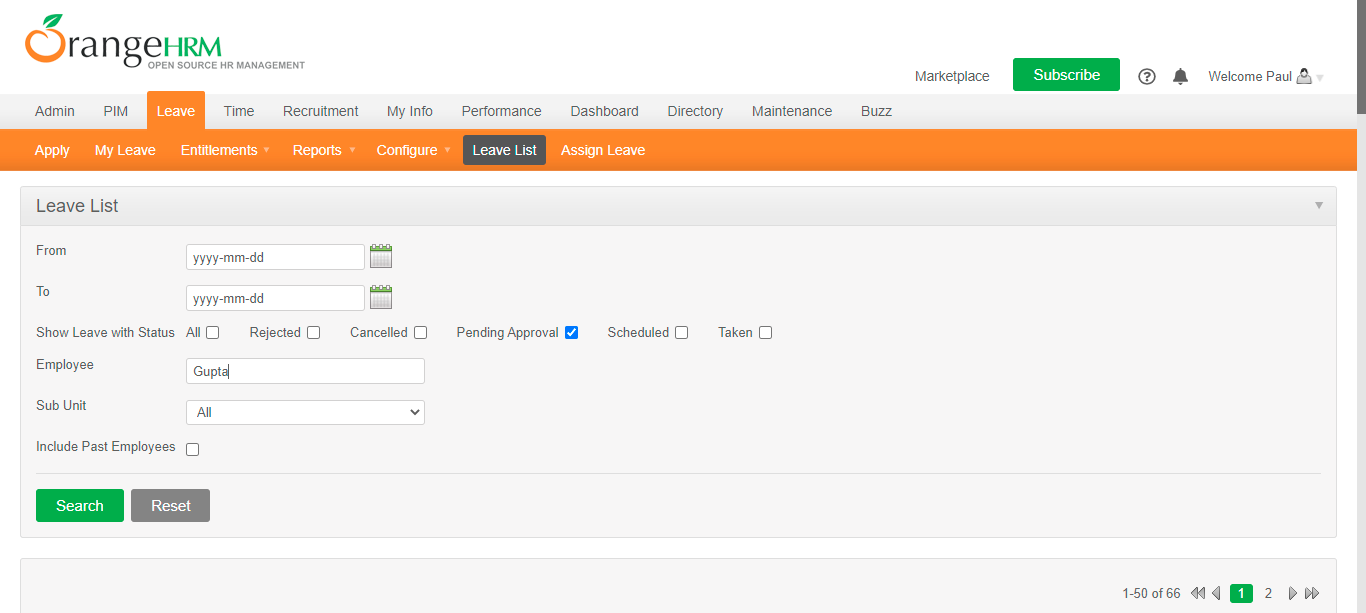 OrangeHRM
OPEN SOURCE HR MANAGEMENT
Marketplace Subscribe Welcome Paul
Admin PIM Leave Time Recruitment My Info Performance Dashboard Directory Maintenance Buzz
Apply My Leave Entitlements Reports Configure Leave List Assign Leave
Leave List
From yyyy-mm-dd
To yyyy-mm-dd
Show Leave with Status All Rejected Cancelled Pending Approval Scheduled Taken
Employee Gupta
Sub Unit All
Include Past Employees
Search Reset
1-50 of 66 1 2